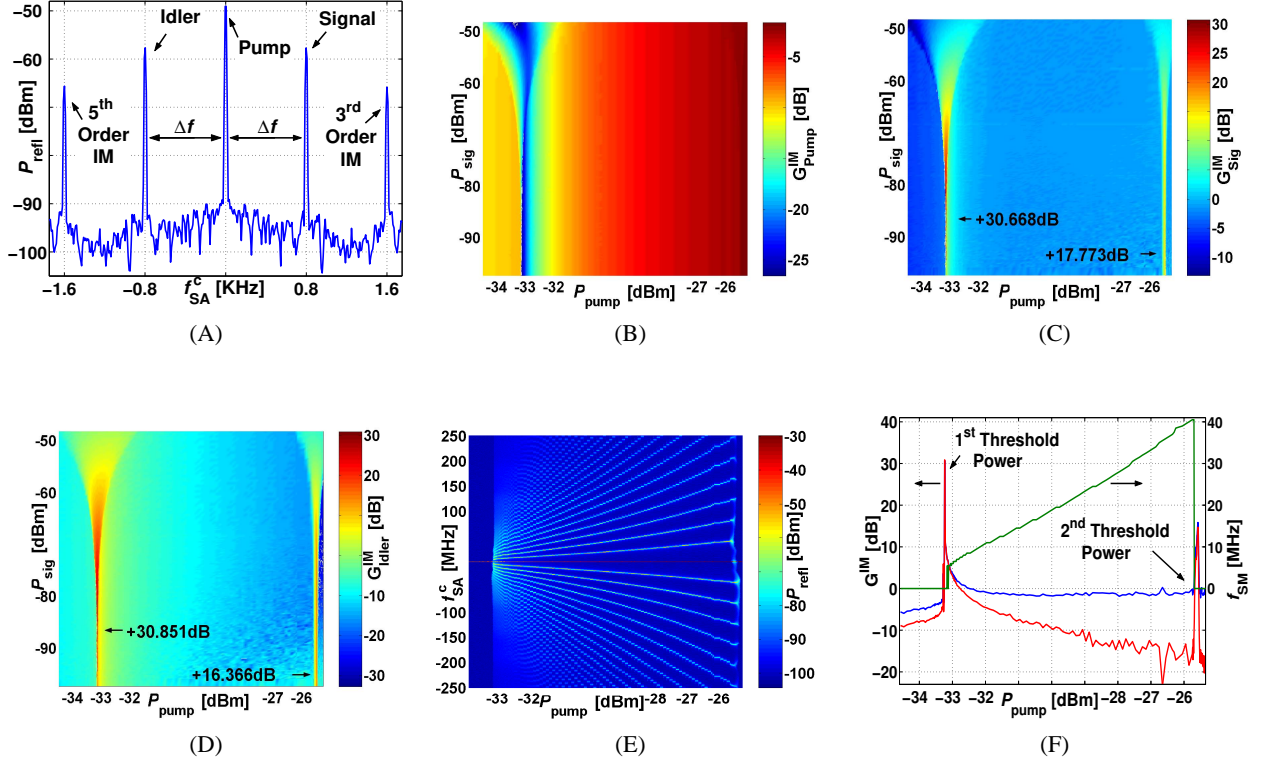 Idler
Pump
Signal
5th Order IM
3rd Order IM
Δf
Δf
P_refl [dBm]
-50
-60
-70
-80
-90
-100
-1.6
-0.8
0
0.8
1.6
f^c_SA [KHz]
(A)
P_sig [dBm]
-50
-60
-70
-80
-90
-34
-33
-32
P_pump [dBm]
-27
-26
G^IM_Pump [dB]
-5
-10
-15
-20
-25
(B)
P_sig [dBm]
-50
-60
-70
-80
-90
+30.668dB
+17.773dB
-34
-33
-32
P_pump [dBm]
-27
-26
G^IM_Sig [dB]
30
25
20
15
10
5
0
-5
-10
(C)
P_sig [dBm]
-50
-60
-70
-80
-90
+30.851dB
+16.366dB
-34
-33
-32
P_pump [dBm]
-27
-26
G^IM_Idler [dB]
30
20
10
0
-10
-20
-30
(D)
f^c_SA [MHz]
250
200
150
100
50
0
-50
-100
-150
-200
-250
-33
-32
P_pump [dBm]
-28
-27
-26
P_refl [dBm]
-30
-40
-50
-60
-70
-80
-90
-100
(E)
1st Threshold
Power
2nd Threshold
Power
G^IM [dB]
40
30
20
10
0
-10
-20
-34
-33
-32
P_pump [dBm]
-28
-27
-26
f_SM [MHz]
40
30
20
10
0
(F)